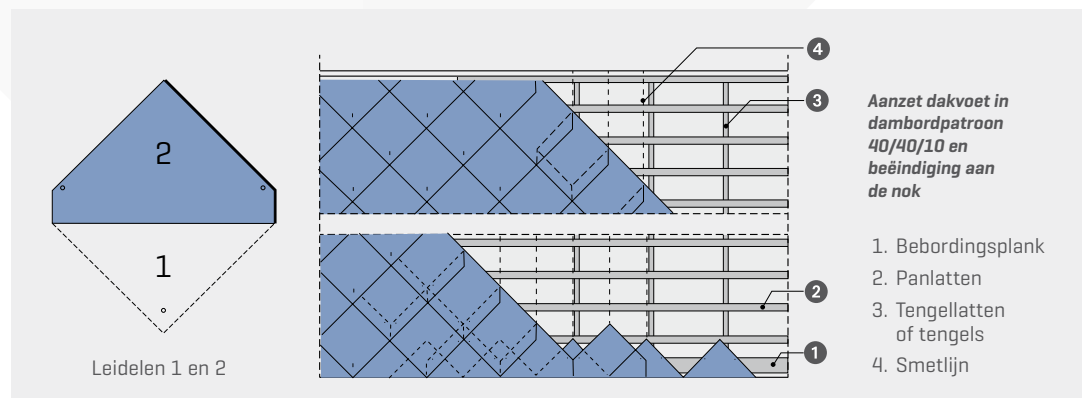 2
1
Leidelen 1 en 2
4
3
2
1
Aanzet dakvoet in
dambordpatroon
40/40/10 en
beëindiging aan
de nok
1. Bebordingsplank
2. Panlatten
3. Tengellatten
of tengels
4. Smetlijn